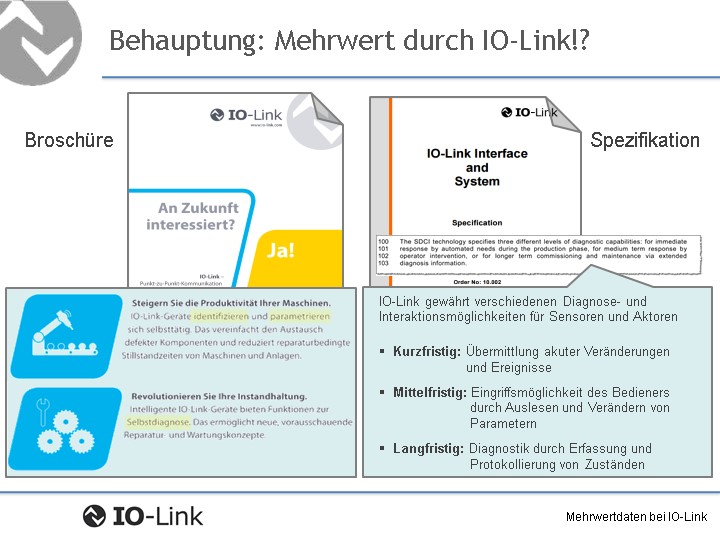 Behauptung: Mehrwert durch IO-Link!?
Broschüre
IO-Link
www.io-link.com
An Zukunft
interessiert?
Ja!
IO-Link –
Punkt-zu-Punkt-Kommunikation
Steigern Sie die Produktivität Ihrer Maschinen.
IO-Link-Geräte identifizieren und parametrieren
sich selbsttätig. Das vereinfacht den Austausch
defekter Komponenten und reduziert reparaturbedingte
Stillstandzeiten von Maschinen und Anlagen.
Revolutionieren Sie Ihre Instandhaltung.
Intelligente IO-Link-Geräte bieten Funktionen zur
Selbstdiagnose. Das ermöglicht neue, vorausschauende
Reparatur- und Wartungskonzepte.
Spezifikation
IO-Link
IO-Link Interface
and
System
Specification
100 The SDCI technology specifies three different levels of diagnostic capabilities: for immediate
101 response by automated needs during the production phase, for medium term response by
102 operator intervention, or for longer term commissioning and maintenance via extended
103 diagnosis information.
Order No: 10.002
IO-Link gewährt verschiedenen Diagnose- und
Interaktionsmöglichkeiten für Sensoren und Aktoren
▪ Kurzfristig: Übermittlung akuter Veränderungen
und Ereignisse
▪ Mittelfristig: Eingriffsmöglichkeit des Bedieners
durch Auslesen und Verändern von
Parametern
▪ Langfristig: Diagnostik durch Erfassung und
Protokollierung von Zuständen
IO-Link
Mehrwertdaten bei IO-Link